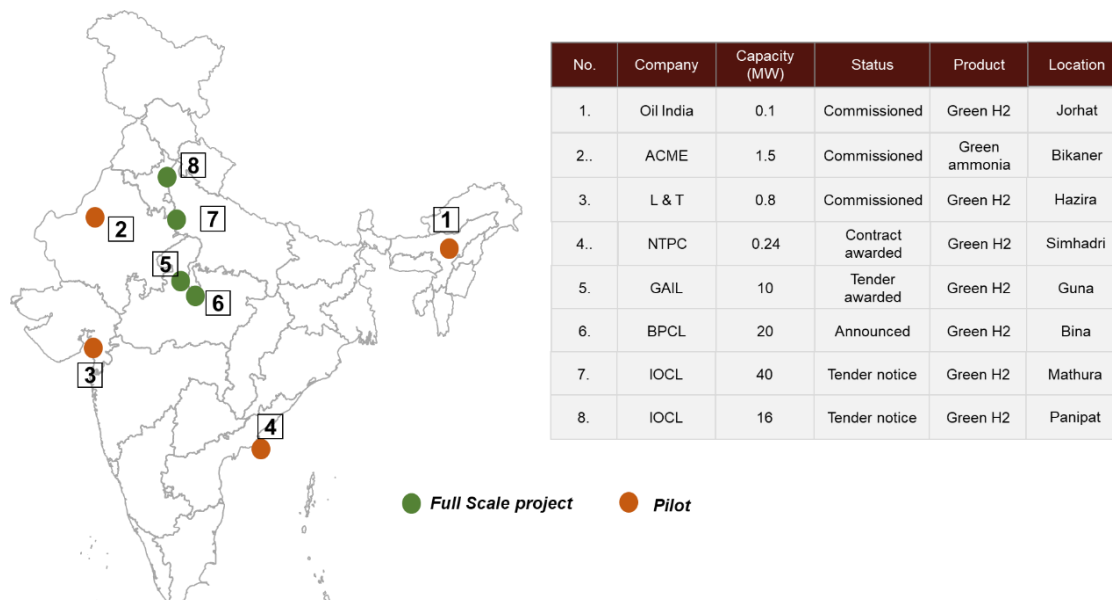 8
7
2
1
5
6
3
4
Full Scale project
Pilot
No. Company Capacity (MW) Status Product Location
1. Oil India 0.1 Commissioned Green H2 Jorhat
2.. ACME 1.5 Commissioned Green ammonia Bikaner
3. L & T 0.8 Commissioned Green H2 Hazira
4.. NTPC 0.24 Contract awarded Green H2 Simhadri
5. GAIL 10 Tender awarded Green H2 Guna
6. BPCL 20 Announced Green H2 Bina
7. IOCL 40 Tender notice Green H2 Mathura
8. IOCL 16 Tender notice Green H2 Panipat